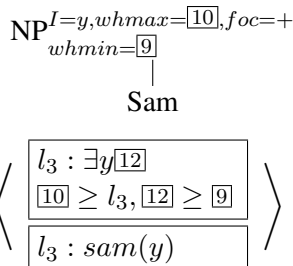 NP^{I=y,whmax=[10],foc=+}_{whmin=[9]}
Sam
l₃ : ∃y[12]
[10] ≥ l₃, [12] ≥ [9]
l₃ : sam(y)